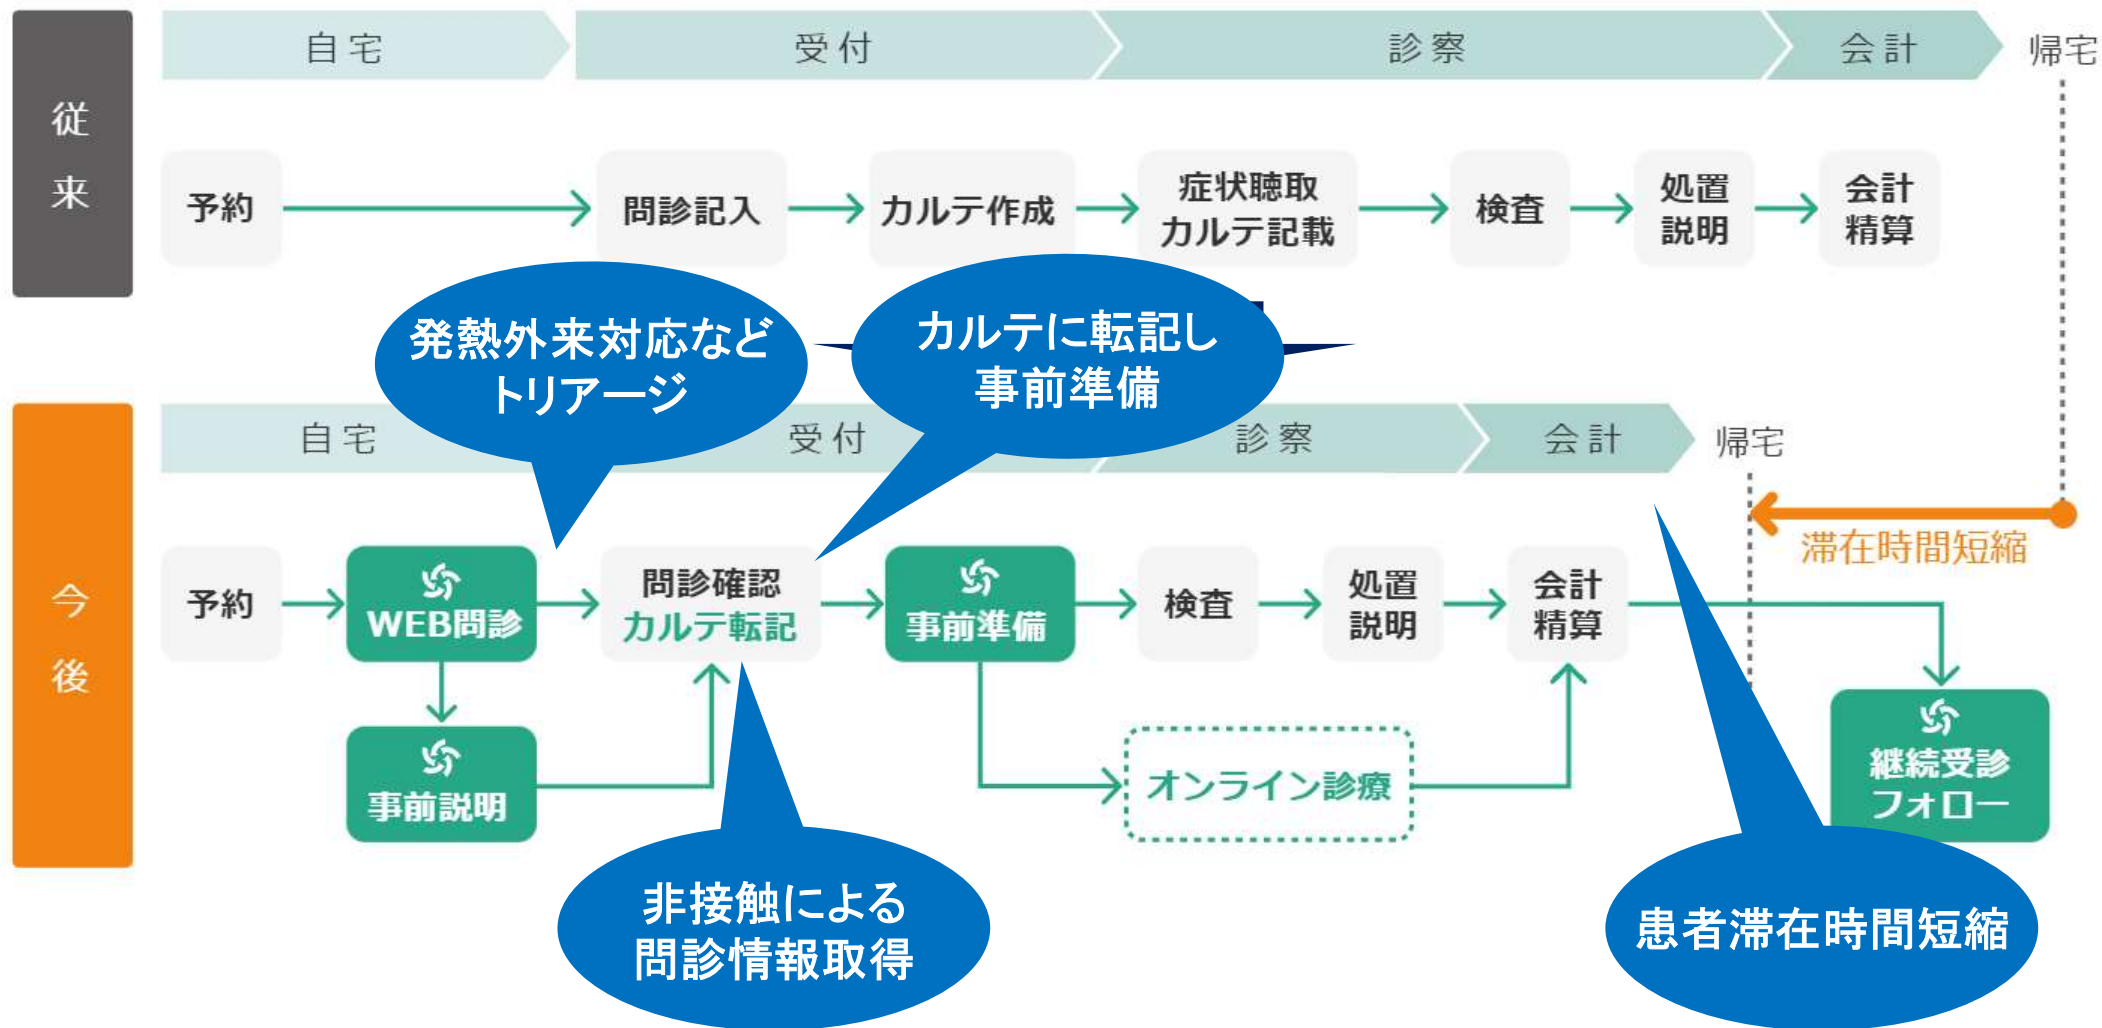 自宅
受付
診察
会計
帰宅
従来
予約
問診記入
カルテ作成
症状聴取
カルテ記載
検査
処置
説明
会計
精算
発熱外来対応など
トリアージ
カルテに転記し
事前準備
自宅
受付
診察
会計
帰宅
滞在時間短縮
今後
予約
WEB問診
問診確認
カルテ転記
事前準備
検査
処置
説明
会計
精算
事前説明
オンライン診療
継続受診
フォロー
非接触による
問診情報取得
患者滞在時間短縮